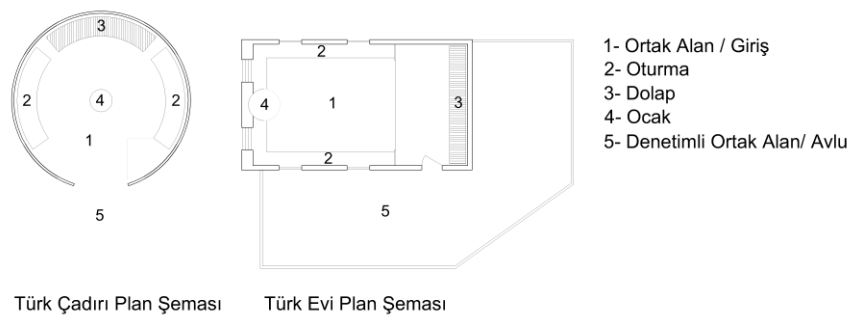 3
2
4
2
1
5
2
4
1
3
2
5
1- Ortak Alan / Giriş
2- Oturma
3- Dolap
4- Ocak
5- Denetimli Ortak Alan/ Avlu
Türk Çadırı Plan Şeması
Türk Evi Plan Şeması